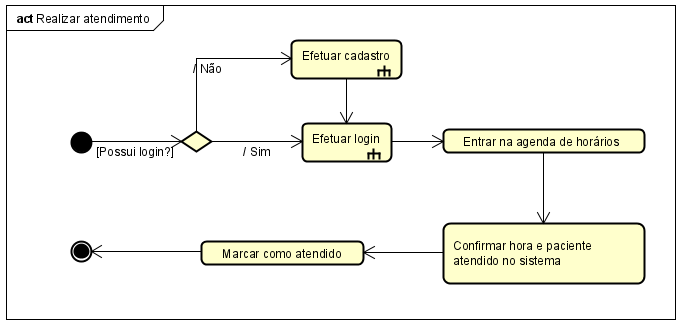 act Realizar atendimento
Efetuar cadastro
/ Não
[Possui login?]
/ Sim
Efetuar login
Entrar na agenda de horários
Confirmar hora e paciente
atendido no sistema
Marcar como atendido